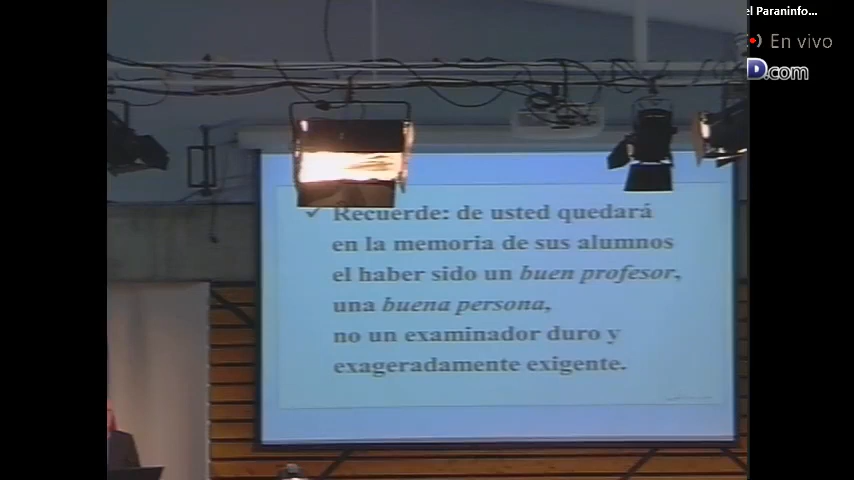 el Paraninfo...
En vivo
D.com
✓ Recuerde: de usted quedará
en la memoria de sus alumnos
el haber sido un buen profesor,
una buena persona,
no un examinador duro y
exageradamente exigente.